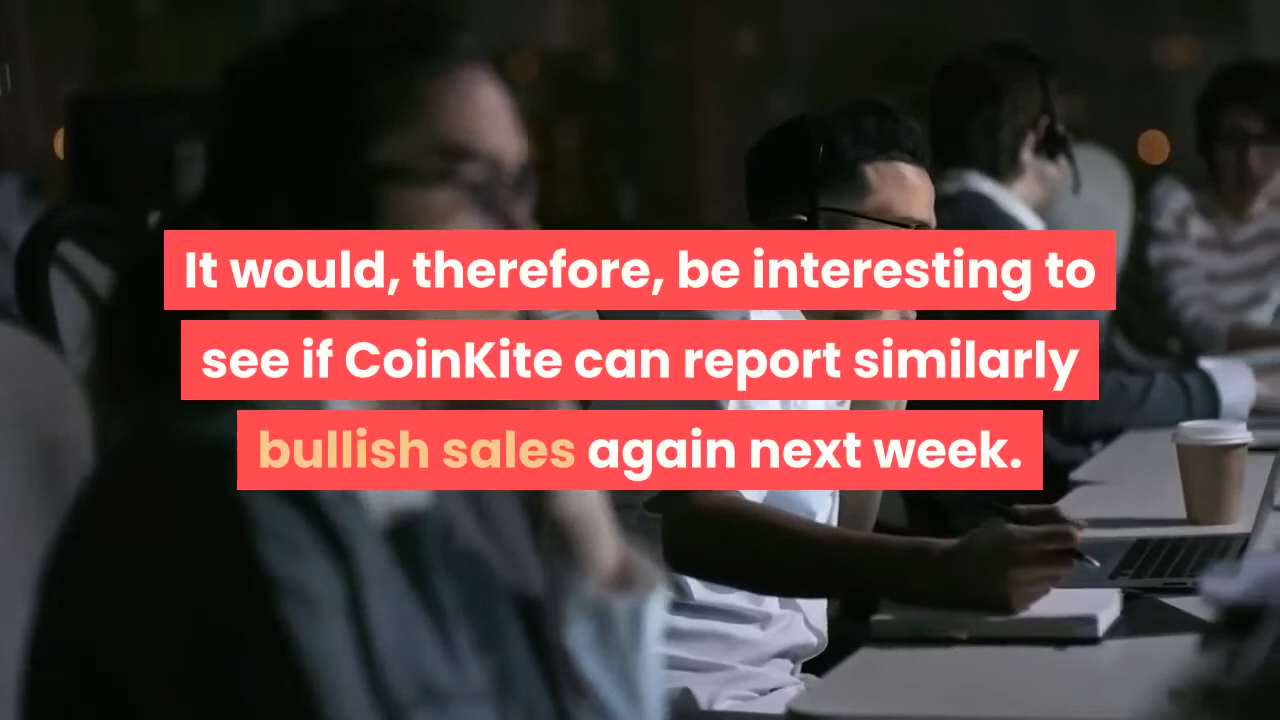 It would, therefore, be interesting to
see if CoinKite can report similarly
bullish sales again next week.